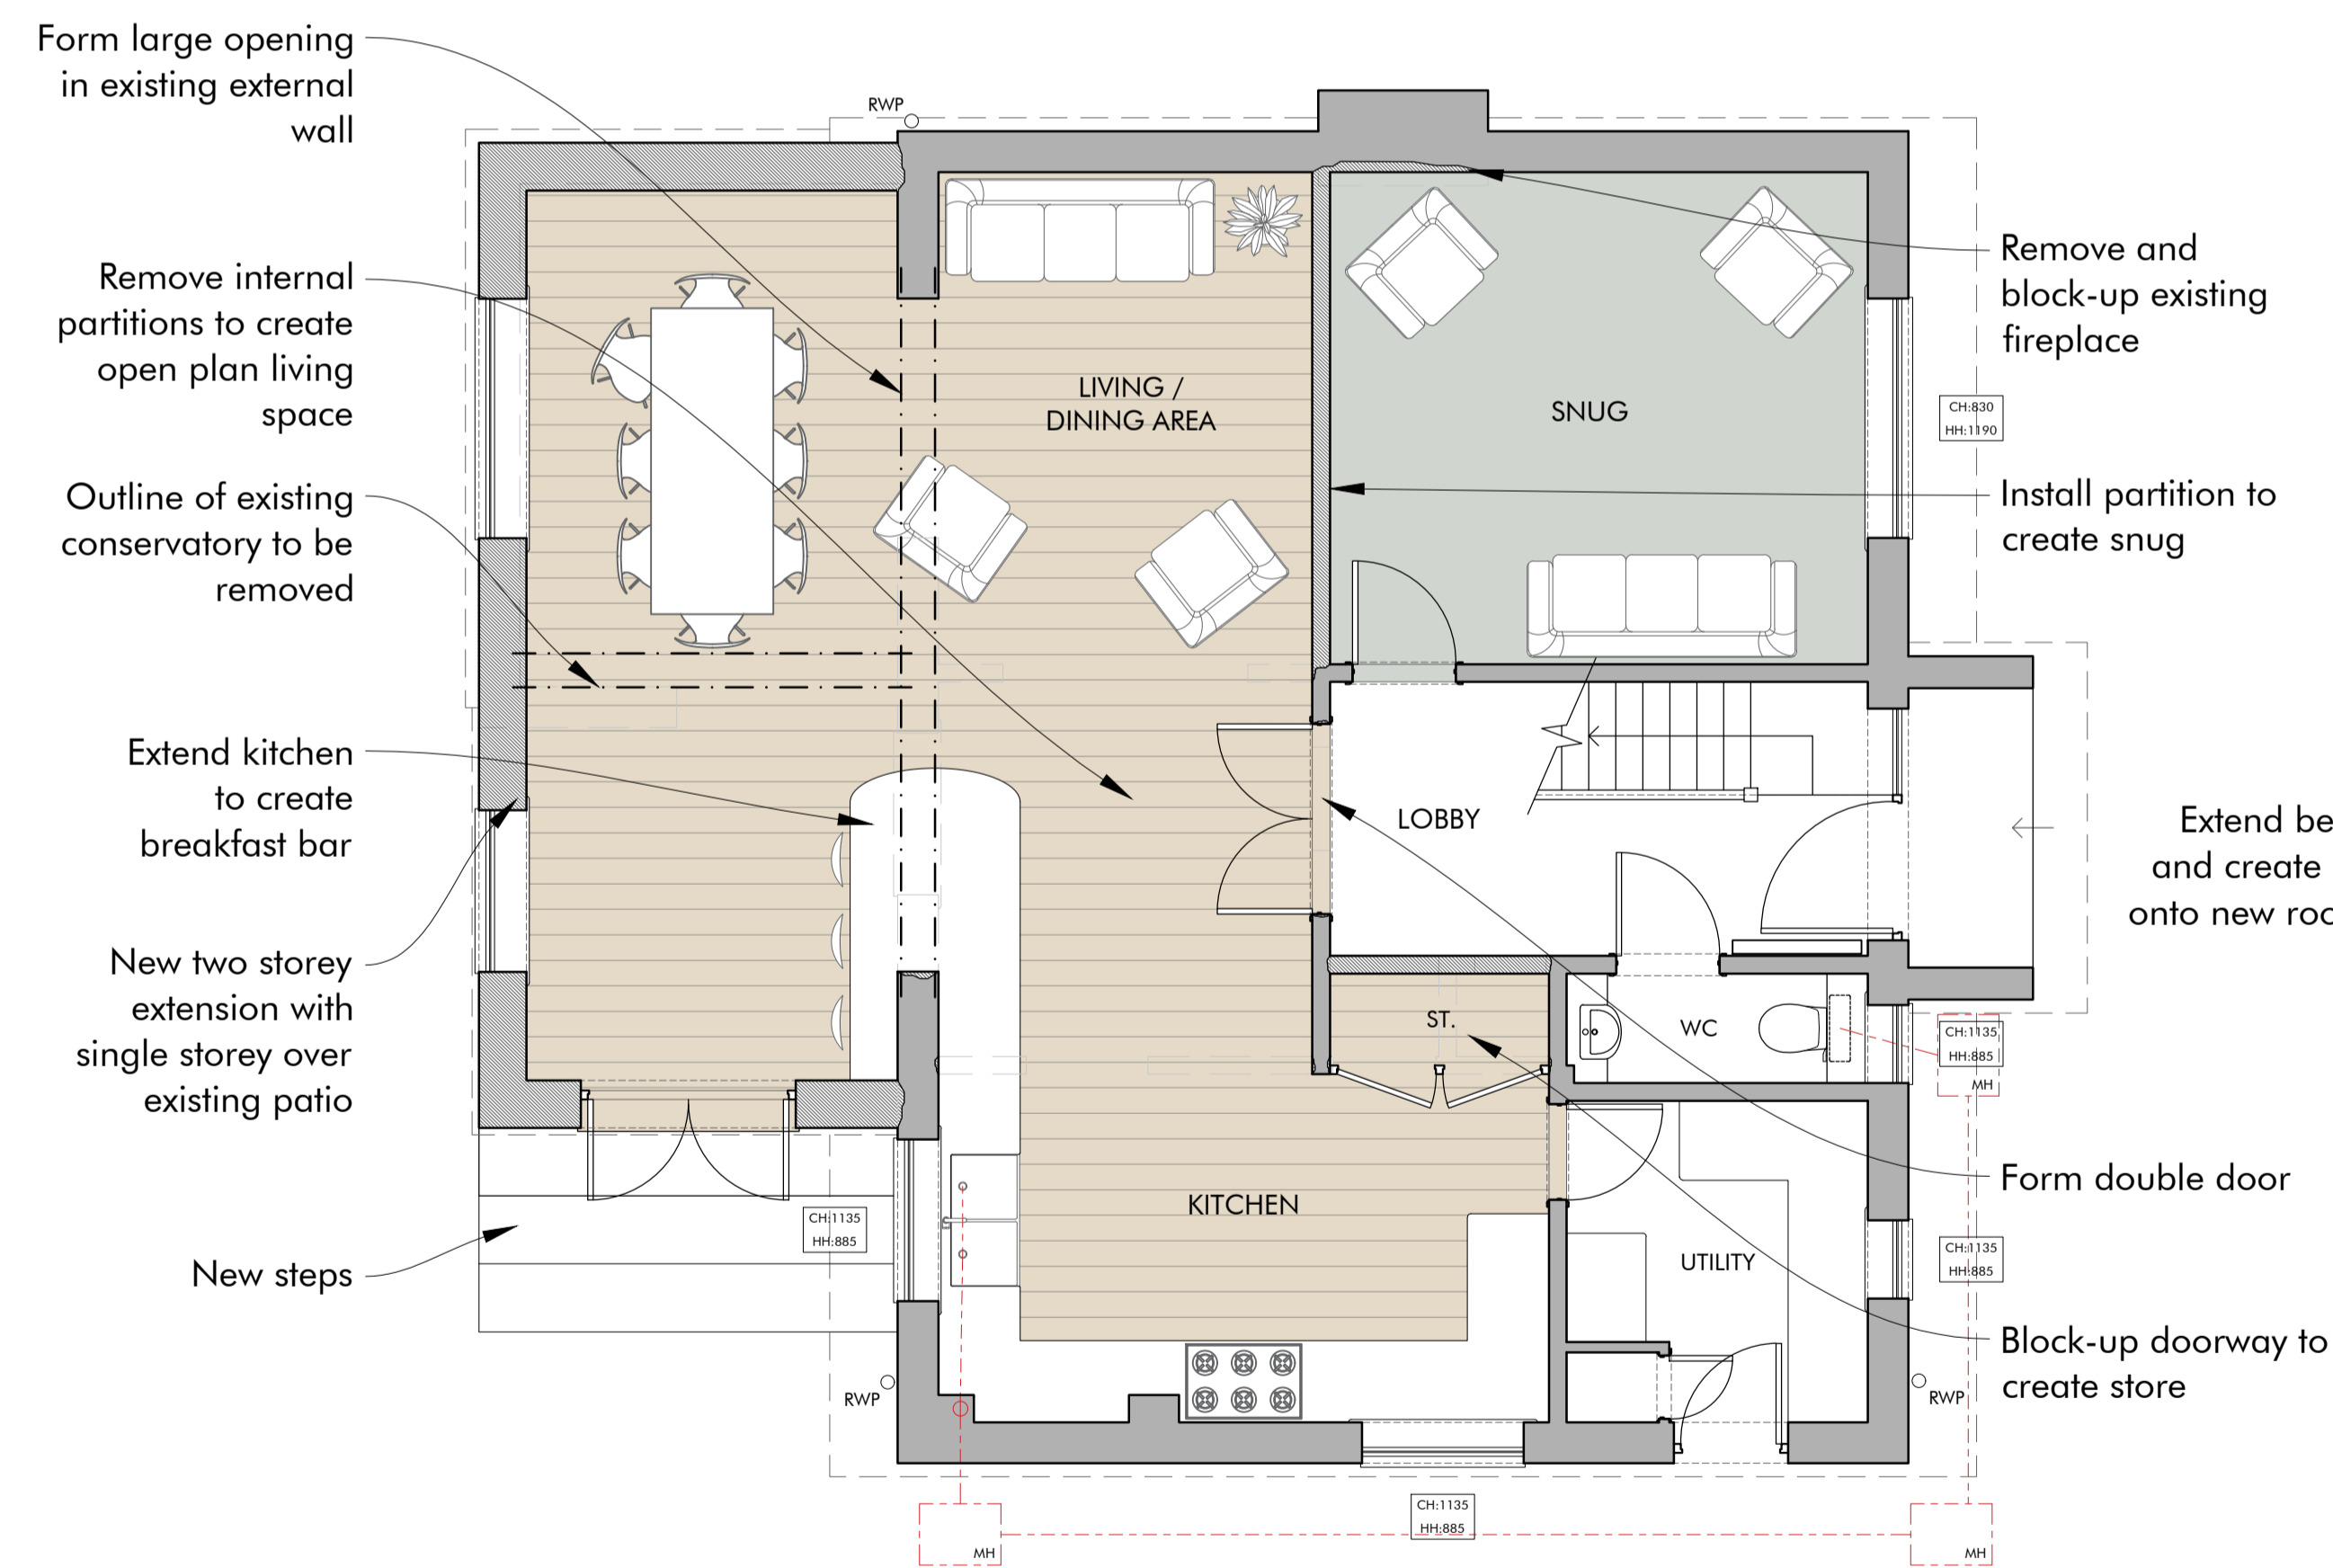 Form large opening
in existing external
wall
Remove internal
partitions to create
open plan living
space
Outline of existing
conservatory to be
removed
Extend kitchen
to create
breakfast bar
New two storey
extension with
single storey over
existing patio
New steps
RWP
LIVING /
DINING AREA
SNUG
LOBBY
ST.
WC
KITCHEN
UTILITY
CH:1135
HH:885
RWP
CH:1135
HH:885
MH
MH
RWP
Remove and
block-up existing
fireplace
CH:830
HH:1190
Install partition to
create snug
Extend be
and create
onto new roo
CH:1135
HH:885
MH
Form double door
CH:1135
HH:885
Block-up doorway to
create store